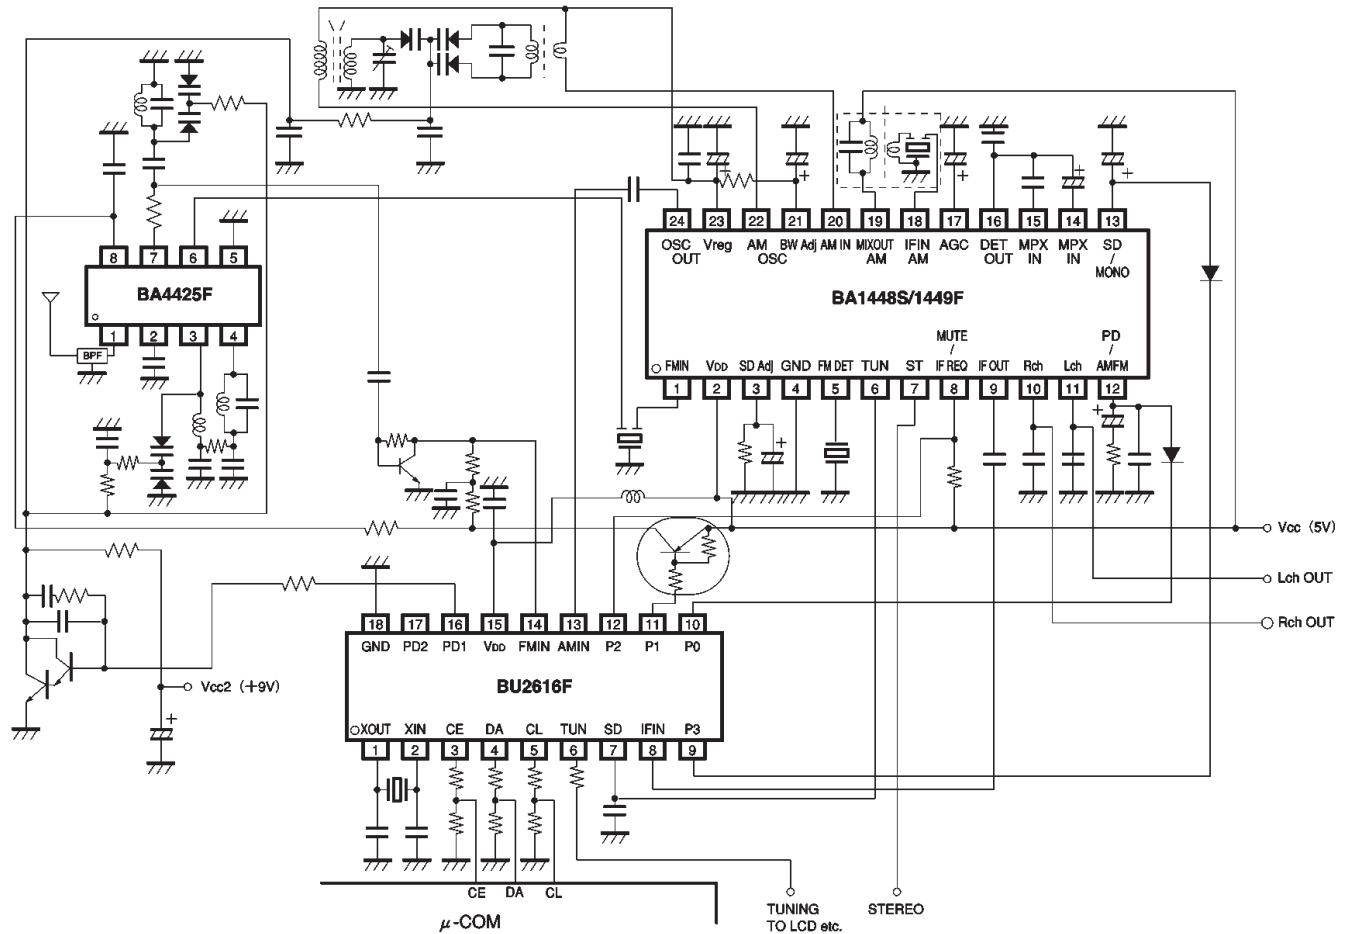 24 23 22 21 20 19 18 17 16 15 14 13
OSC OUT
Vreg
AM OSC
BW Adj
AM IN
MIXOUT AM
IFIN AM
AGC
DET OUT
MPX IN
MPX IN
SD / MONO
BA1448S/1449F
MUTE / IF REQ
PD / AMFM
FMIN
VDD
SD Adj
GND
FM DET
TUN
ST
IF OUT
Rch
Lch
1 2 3 4 5 6 7 8 9 10 11 12
+
+
+
+
+
+
+
8 7 6 5
BA4425F
1 2 3 4
BPF
Vcc (5V)
Lch OUT
Rch OUT
Vcc2 (+9V)
+
18 17 16 15 14 13 12 11 10
GND PD2 PD1 VDD FMIN AMIN P2 P1 P0
BU2616F
XOUT XIN CE DA CL TUN SD IFIN P3
1 2 3 4 5 6 7 8 9
CE DA CL
μ-COM
TUNING
TO LCD etc.
STEREO